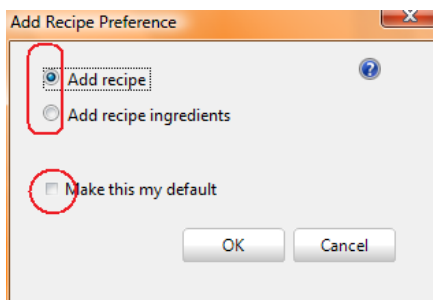 Add Recipe Preference
Add recipe
Add recipe ingredients
Make this my default
OK Cancel